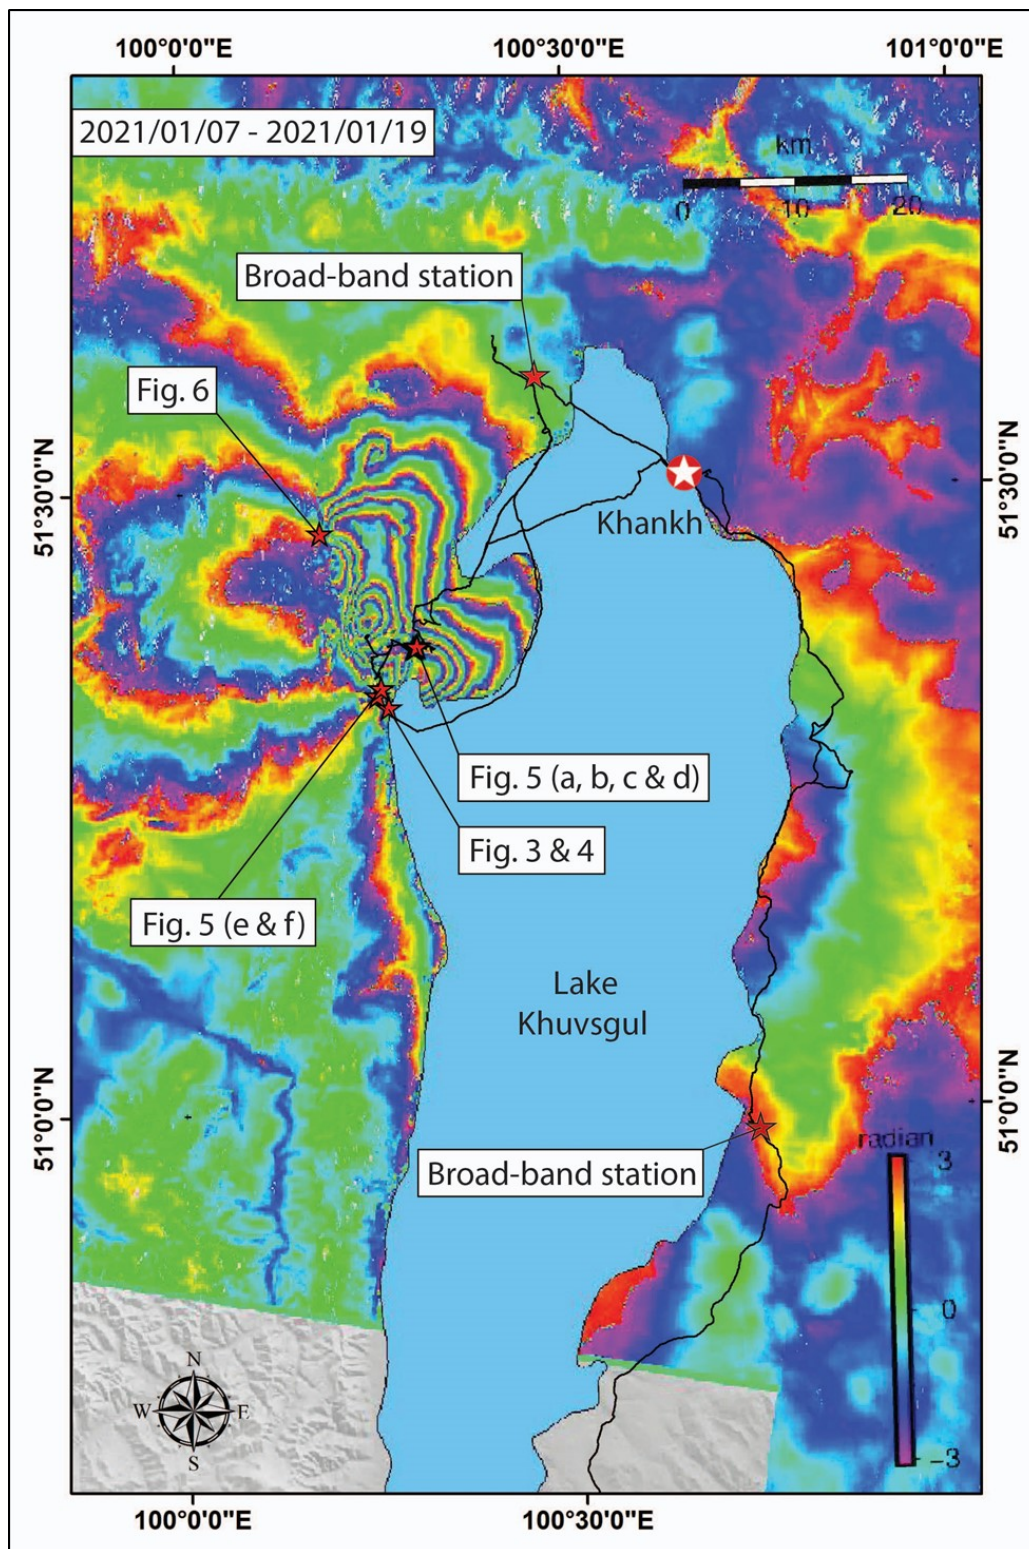 100°0'0"E
100°30'0"E
101°0'0"E
2021/01/07 - 2021/01/19
km
0
10
20
Broad-band station
Fig. 6
51°30'0"N
51°30'0"N
Khankh
Fig. 5 (a, b, c & d)
Fig. 3 & 4
Fig. 5 (e & f)
Lake
Khuvsgul
51°0'0"N
51°0'0"N
Broad-band station
radian
3
0
-3
N
W
E
S
100°0'0"E
100°30'0"E